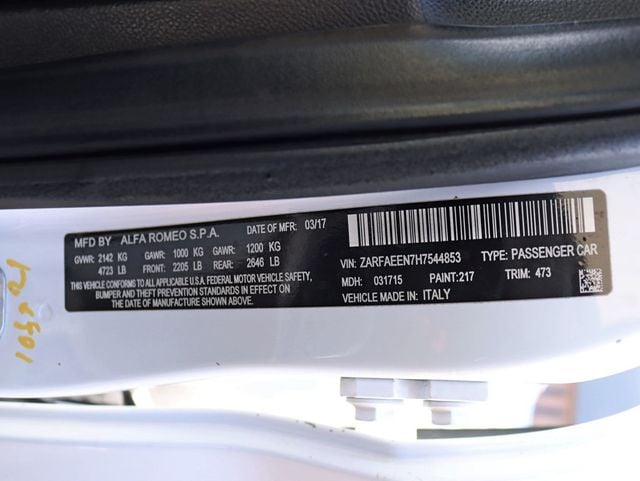 MFD BY ALFA ROMEO S.P.A. DATE OF MFR: 03/17
GVWR: 2142 KG GAWR: 1000 KG GAWR: 1200 KG
4723 LB FRONT: 2205 LB REAR: 2646 LB
THIS VEHICLE CONFORMS TO ALL APPLICABLE U.S.A. FEDERAL MOTOR VEHICLE SAFETY,
BUMPER AND THEFT PREVENTION STANDARDS IN EFFECT ON
THE DATE OF MANUFACTURE SHOWN ABOVE.
VIN: ZARFAEEN7H7544853 TYPE: PASSENGER CAR
MDH: 031715 PAINT: 217 TRIM: 473
VEHICLE MADE IN: ITALY